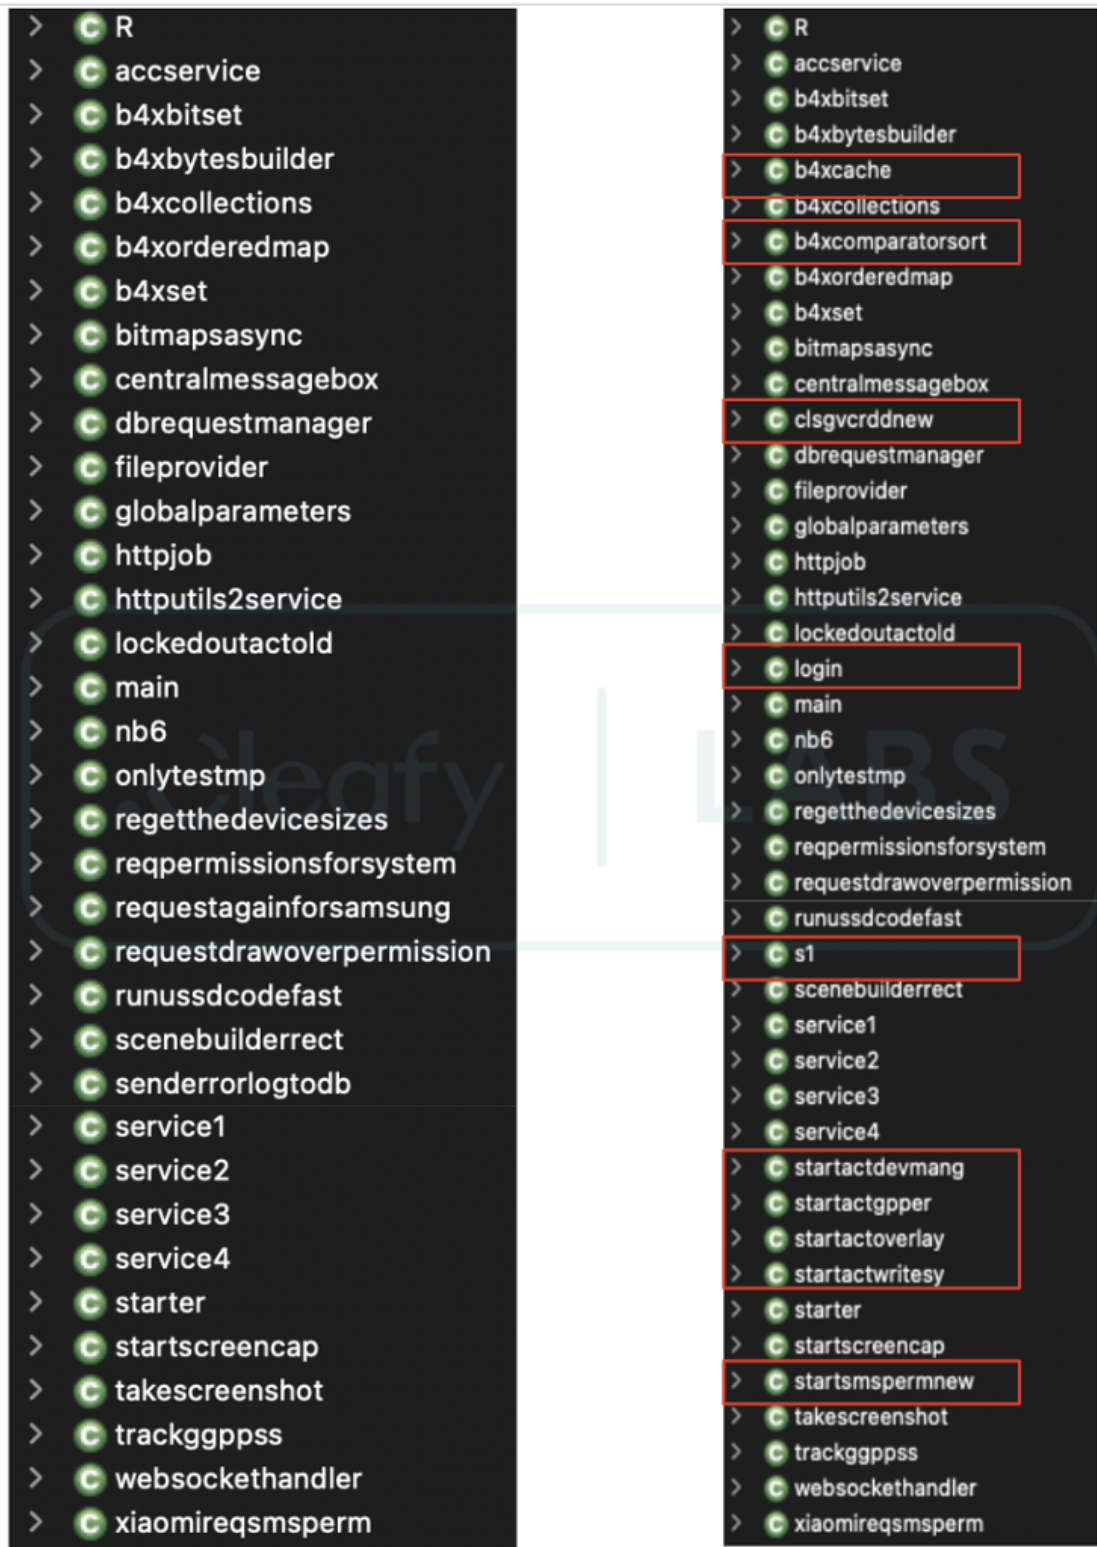 R
accservice
b4xbitset
b4xbytesbuilder
b4xcollections
b4xorderedmap
b4xset
bitmapsasync
centralmessagebox
dbrequestmanager
fileprovider
globalparameters
httpjob
httputils2service
lockedoutactold
main
nb6
onlytestmp
regetthedevicesizes
reqpermissionsforsystem
requestagainforsamsung
requestdrawoverpermission
runussdcodefast
scenebuilderrect
senderrorlogtodb
service1
service2
service3
service4
starter
startscreencap
takescreenshot
trackggppss
websockethandler
xiaomireqsmsperm
R
accservice
b4xbitset
b4xbytesbuilder
b4xcache
b4xcollections
b4xcomparatorsort
b4xorderedmap
b4xset
bitmapsasync
centralmessagebox
clsgvcrddnew
dbrequestmanager
fileprovider
globalparameters
httpjob
httputils2service
lockedoutactold
login
main
nb6
onlytestmp
regetthedevicesizes
reqpermissionsforsystem
requestdrawoverpermission
runussdcodefast
s1
scenebuilderrect
service1
service2
service3
service4
startactdevmang
startactgpper
startactoverlay
startactwritesy
starter
startscreencap
startsmspermnew
takescreenshot
trackggppss
websockethandler
xiaomireqsmsperm
Cleafy | LABS